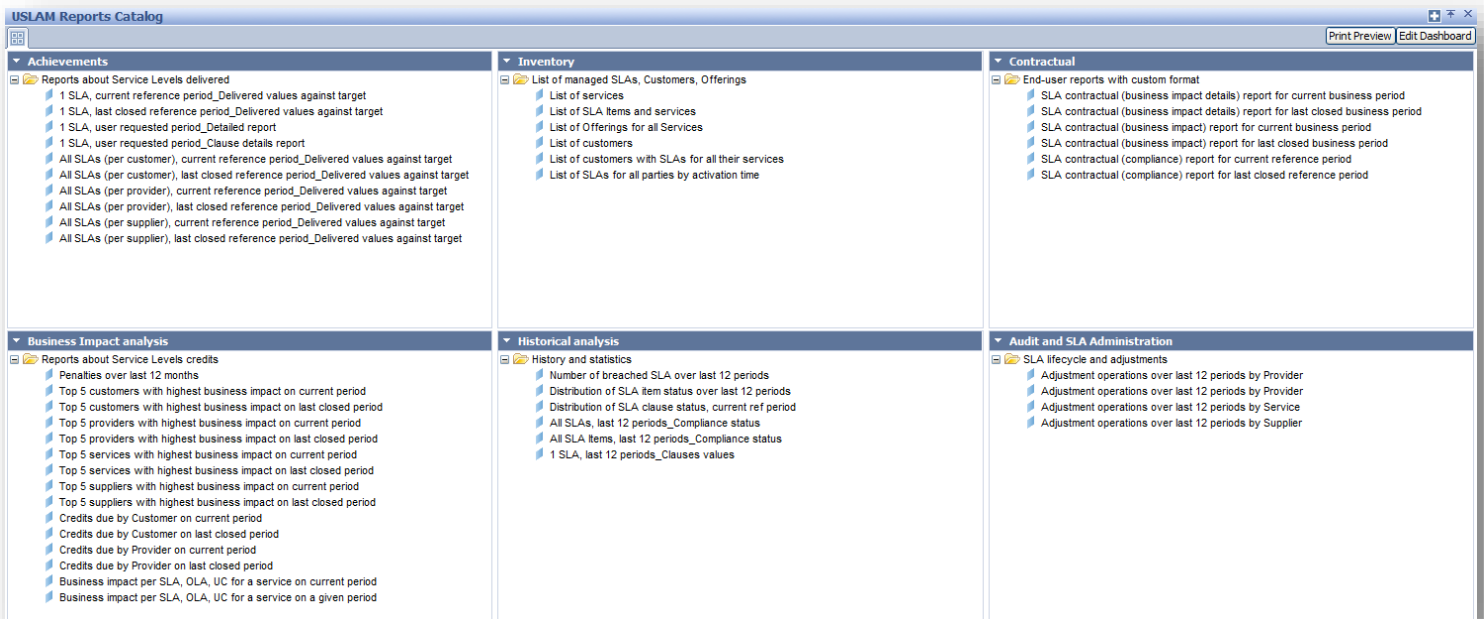 USLAM Reports Catalog
Print Preview Edit Dashboard
Achievements
Reports about Service Levels delivered
1 SLA, current reference period_Delivered values against target
1 SLA, last closed reference period_Delivered values against target
1 SLA, user requested period_Detailed report
1 SLA, user requested period_Clause details report
All SLAs (per customer), current reference period_Delivered values against target
All SLAs (per customer), last closed reference period_Delivered values against target
All SLAs (per provider), current reference period_Delivered values against target
All SLAs (per provider), last closed reference period_Delivered values against target
All SLAs (per supplier), current reference period_Delivered values against target
All SLAs (per supplier), last closed reference period_Delivered values against target
Inventory
List of managed SLAs, Customers, Offerings
List of services
List of SLA Items and services
List of Offerings for all Services
List of customers
List of customers with SLAs for all their services
List of SLAs for all parties by activation time
Contractual
End-user reports with custom format
SLA contractual (business impact details) report for current business period
SLA contractual (business impact details) report for last closed business period
SLA contractual (business impact) report for current business period
SLA contractual (business impact) report for last closed business period
SLA contractual (compliance) report for current reference period
SLA contractual (compliance) report for last closed reference period
Business Impact analysis
Reports about Service Levels credits
Penalties over last 12 months
Top 5 customers with highest business impact on current period
Top 5 customers with highest business impact on last closed period
Top 5 providers with highest business impact on current period
Top 5 providers with highest business impact on last closed period
Top 5 services with highest business impact on current period
Top 5 services with highest business impact on last closed period
Top 5 suppliers with highest business impact on current period
Top 5 suppliers with highest business impact on last closed period
Credits due by Customer on current period
Credits due by Customer on last closed period
Credits due by Provider on current period
Credits due by Provider on last closed period
Business impact per SLA, OLA, UC for a service on current period
Business impact per SLA, OLA, UC for a service on a given period
Historical analysis
History and statistics
Number of breached SLA over last 12 periods
Distribution of SLA item status over last 12 periods
Distribution of SLA clause status, current ref period
All SLAs, last 12 periods_Compliance status
All SLA Items, last 12 periods_Compliance status
1 SLA, last 12 periods_Clauses values
Audit and SLA Administration
SLA lifecycle and adjustments
Adjustment operations over last 12 periods by Provider
Adjustment operations over last 12 periods by Provider
Adjustment operations over last 12 periods by Service
Adjustment operations over last 12 periods by Supplier